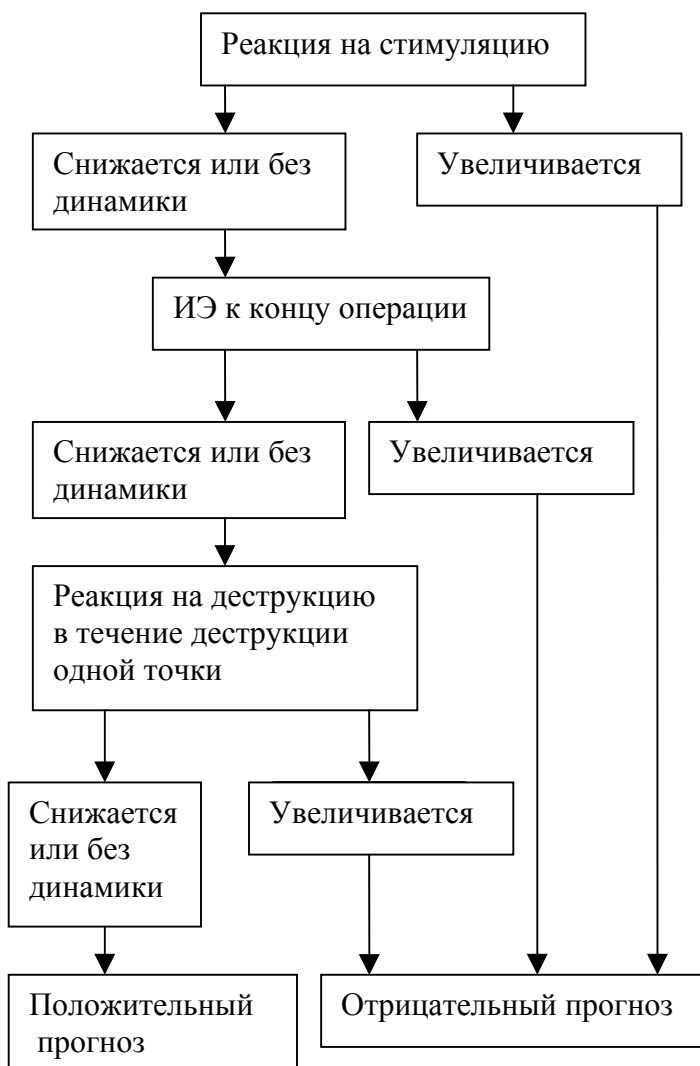 Реакция на стимуляцию
Снижается или без
динамики
Увеличивается
ИЭ к концу операции
Снижается или без
динамики
Увеличивается
Реакция на деструкцию
в течение деструкции
одной точки
Снижается
или без
динамики
Увеличивается
Положительный
прогноз
Отрицательный прогноз